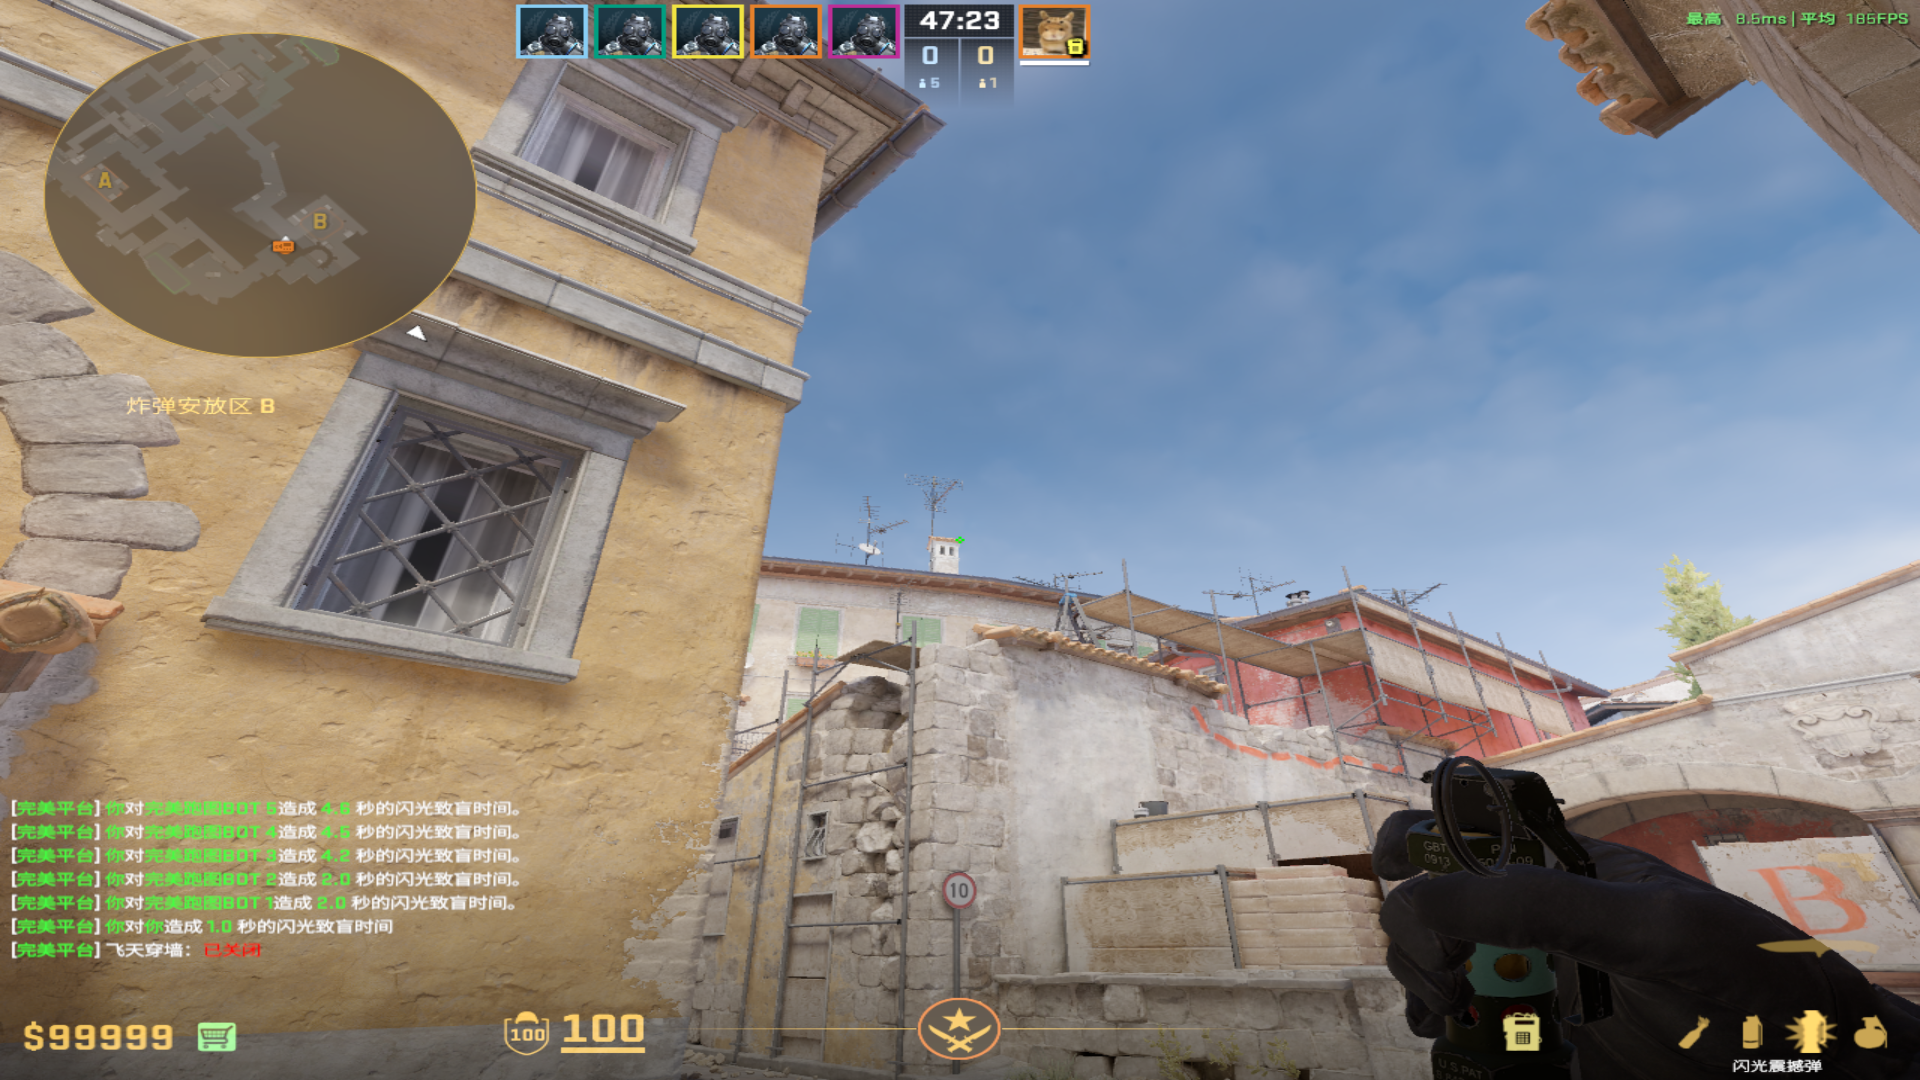 47:23
0 0
5 1
最高 8.5ms | 平均 185FPS
A
B
炸弹安放区 B
[完美平台] 你对完美跑图BOT 5造成 4.8 秒的闪光致盲时间。
[完美平台] 你对完美跑图BOT 4造成 4.5 秒的闪光致盲时间。
[完美平台] 你对完美跑图BOT 3造成 4.2 秒的闪光致盲时间。
[完美平台] 你对完美跑图BOT 2造成 2.0 秒的闪光致盲时间。
[完美平台] 你对完美跑图BOT 1造成 2.0 秒的闪光致盲时间。
[完美平台] 你对你造成 1.0 秒的闪光致盲时间
[完美平台] 飞天穿墙：已关闭
10
B
$99999
100 100
闪光震撼弹